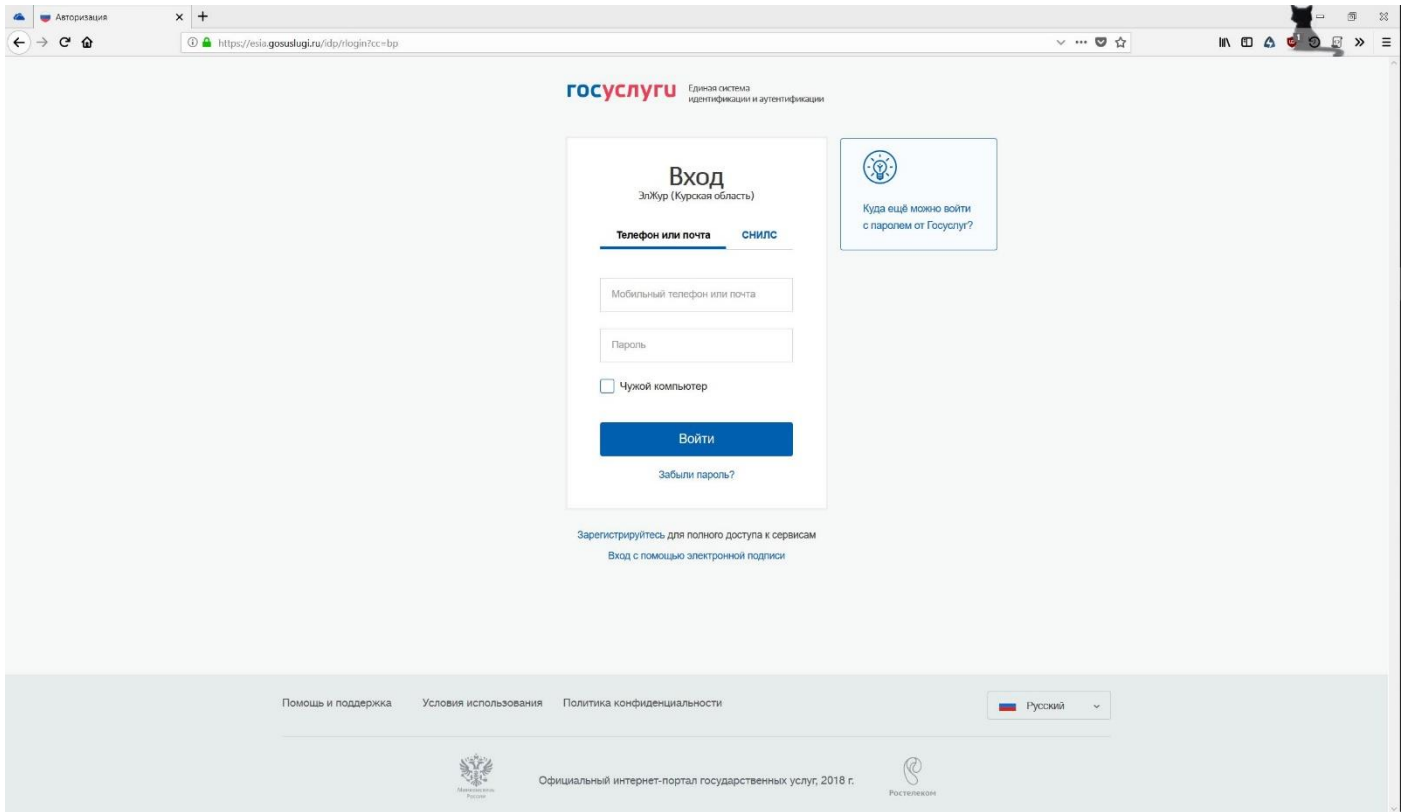 Авторизация
https://esia.gosuslugi.ru/idp/rlogin?cc=bp
госуслуги
Единая система
идентификации и аутентификации
Вход
ЭлЖур (Курская область)
Телефон или почта СНИЛС
Мобильный телефон или почта
Пароль
Чужой компьютер
Войти
Забыли пароль?
Куда ещё можно войти
с паролем от Госуслуг?
Зарегистрируйтесь для полного доступа к сервисам
Вход с помощью электронной подписи
Помощь и поддержка Условия использования Политика конфиденциальности
Русский
Официальный интернет-портал государственных услуг, 2018 г.
Ростелеком